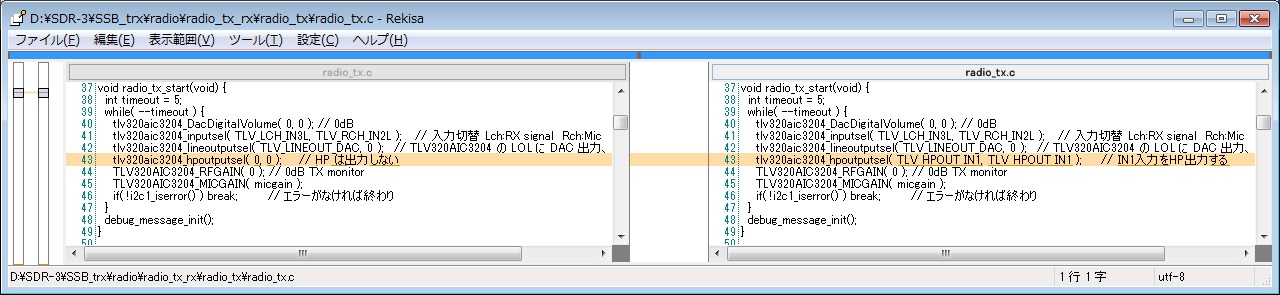 D:¥SDR-3¥SSB_trx¥radio¥radio_tx_rx¥radio_tx¥radio_tx.c - Rekisa
ファイル(F) 編集(E) 表示範囲(V) ツール(T) 設定(C) ヘルプ(H)
radio_tx.c
37 void radio_tx_start(void) {
38 int timeout = 5;
39 while( --timeout ) {
40 tlv320aic3204_DacDigitalVolume( 0, 0 ); // 0dB
41 tlv320aic3204_inputsel( TLV_LCH_IN3L, TLV_RCH_IN2L ); // 入力切替 Lch:RX signal Rch:Mic
42 tlv320aic3204_lineoutputsel( TLV_LINEOUT_DAC, 0 ); // TLV320AIC3204 の LOL に DAC 出力、
43 tlv320aic3204_hpoutputsel( 0, 0 ); // HP は出力しない
44 TLV320AIC3204_RFGAIN( 0 ); // 0dB TX monitor
45 TLV320AIC3204_MICGAIN( micgain );
46 if( !i2c1_iserror() ) break; // エラーがなければ終わり
47 }
48 debug_message_init();
49 }
50
radio_tx.c
37 void radio_tx_start(void) {
38 int timeout = 5;
39 while( --timeout ) {
40 tlv320aic3204_DacDigitalVolume( 0, 0 ); // 0dB
41 tlv320aic3204_inputsel( TLV_LCH_IN3L, TLV_RCH_IN2L ); // 入力切替 Lch:RX signal Rch:Mic
42 tlv320aic3204_lineoutputsel( TLV_LINEOUT_DAC, 0 ); // TLV320AIC3204 の LOL に DAC 出力、
43 tlv320aic3204_hpoutputsel( TLV_HPOUT_IN1, TLV_HPOUT_IN1 ); // IN1入力をHP出力する
44 TLV320AIC3204_RFGAIN( 0 ); // 0dB TX monitor
45 TLV320AIC3204_MICGAIN( micgain );
46 if( !i2c1_iserror() ) break; // エラーがなければ終わり
47 }
48 debug_message_init();
49 }
50
D:¥SDR-3¥SSB_trx¥radio¥radio_tx_rx¥radio_tx¥radio_tx.c 1 行 1 字 utf-8